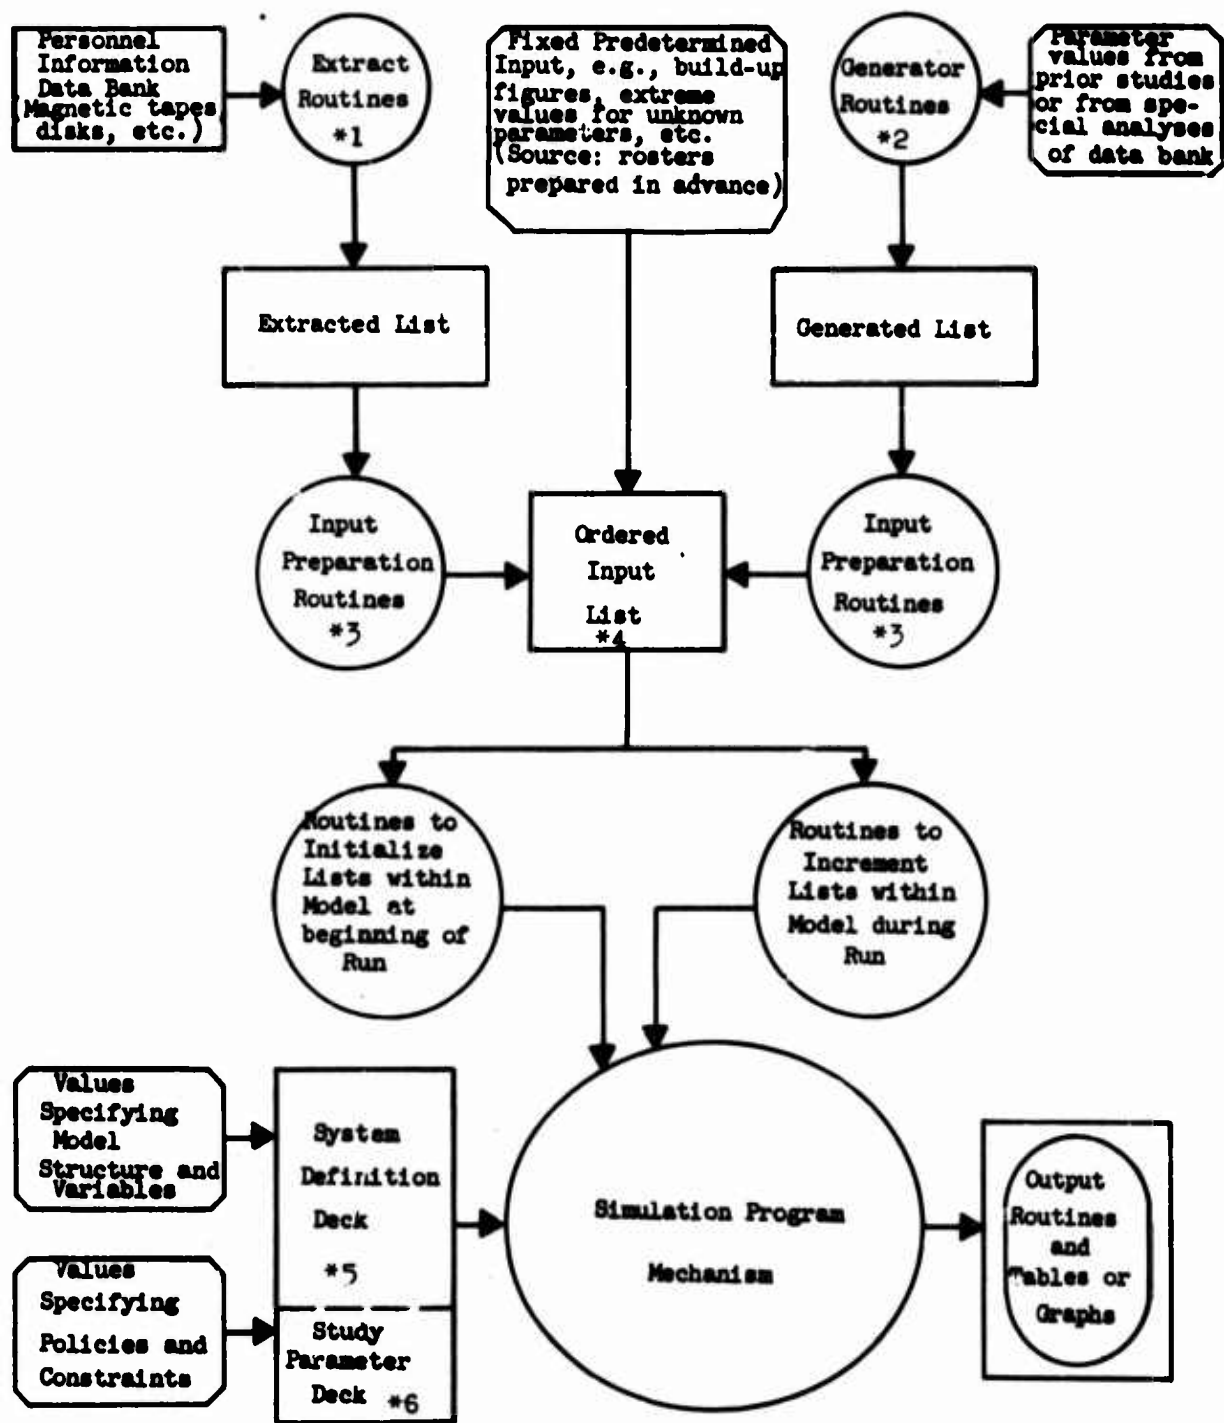 Personnel
Information
Data Bank
(Magnetic tapes
disks, etc.)
Extract
Routines
*1
Fixed Predetermined
Input, e.g., build-up
figures, extreme
values for unknown
parameters, etc.
(Source: rosters
prepared in advance)
Generator
Routines
*2
Parameter
values from
prior studies
or from spe-
cial analyses
of data bank
Extracted List
Generated List
Input
Preparation
Routines
*3
Ordered
Input
List
*4
Input
Preparation
Routines
*3
Routines to
Initialize
Lists within
Model at
beginning of
Run
Routines to
Increment
Lists within
Model during
Run
Values
Specifying
Model
Structure and
Variables
System
Definition
Deck
*5
Simulation Program
Mechanism
Output
Routines
and
Tables or
Graphs
Values
Specifying
Policies and
Constraints
Study
Parameter
Deck *6